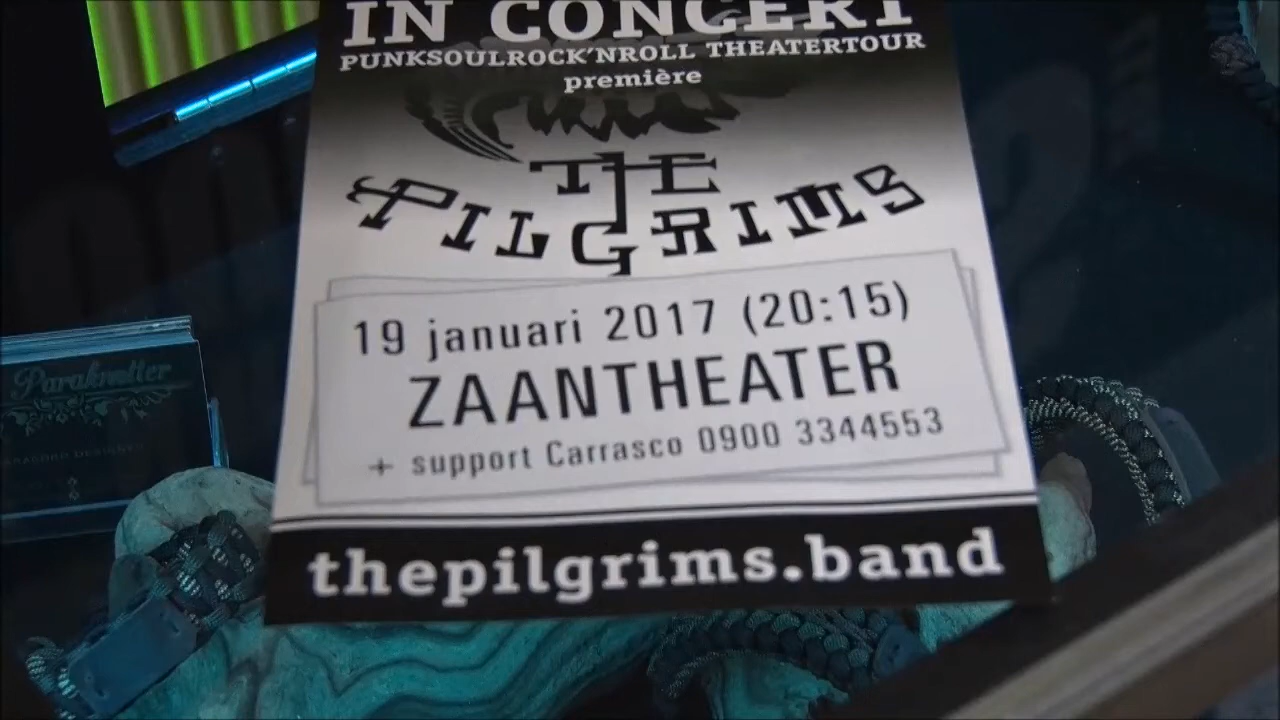 IN CONCERT
PUNKSOULROCK'NROLL THEATERTOUR
première
THE
PILGRIMS
19 januari 2017 (20:15)
ZAANTHEATER
+ support Carrasco 0900 3344553
thepilgrims.band
Paraknotter